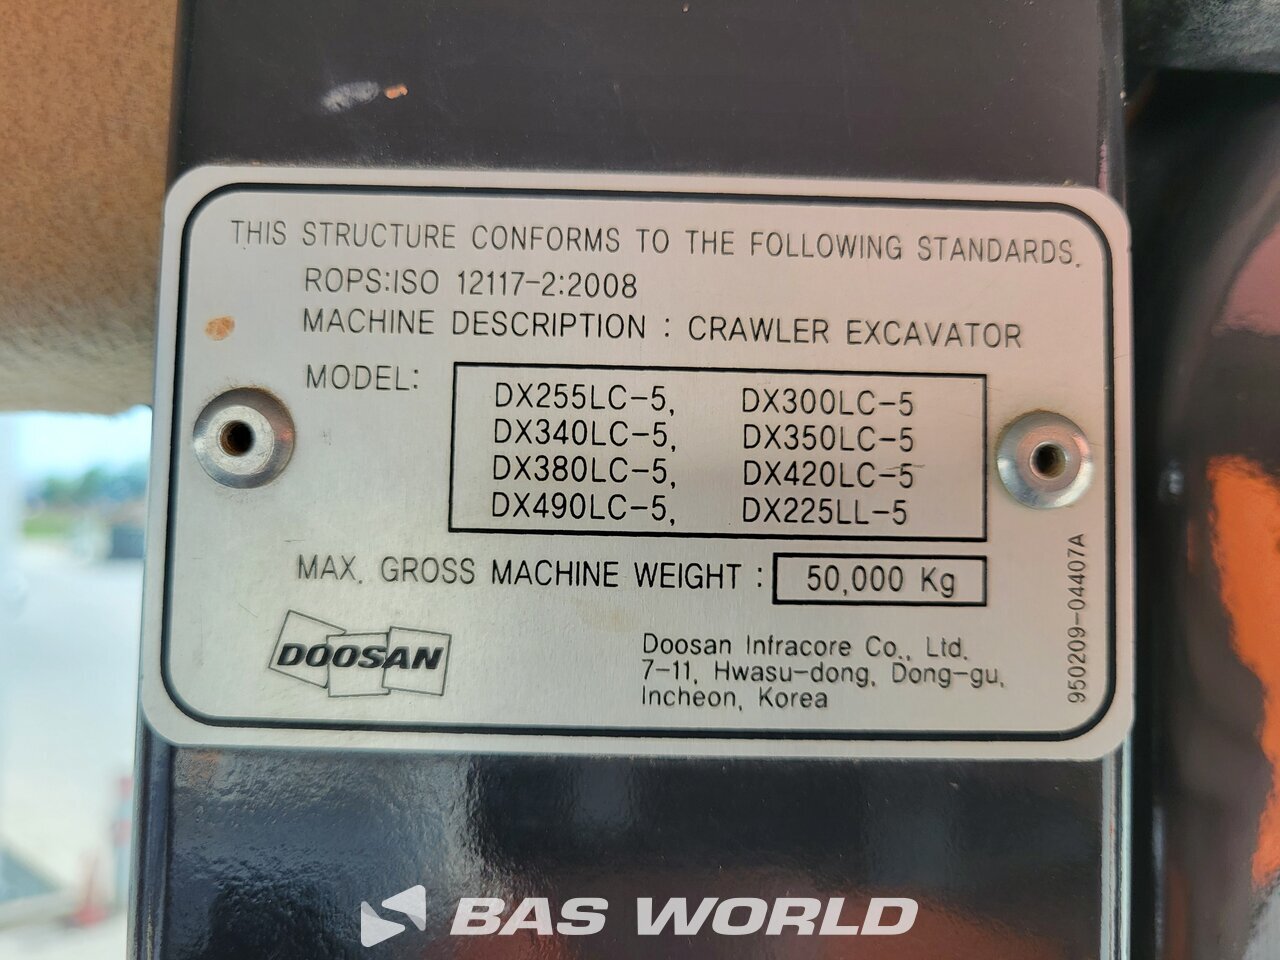 THIS STRUCTURE CONFORMS TO THE FOLLOWING STANDARDS.
ROPS:ISO 12117-2:2008
MACHINE DESCRIPTION : CRAWLER EXCAVATOR
MODEL:
DX255LC-5, DX300LC-5
DX340LC-5, DX350LC-5
DX380LC-5, DX420LC-5
DX490LC-5, DX225LL-5
MAX. GROSS MACHINE WEIGHT : 50,000 Kg
DOOSAN
Doosan Infracore Co., Ltd.
7-11, Hwasu-dong, Dong-gu,
Incheon, Korea
950209-04407A
BAS WORLD